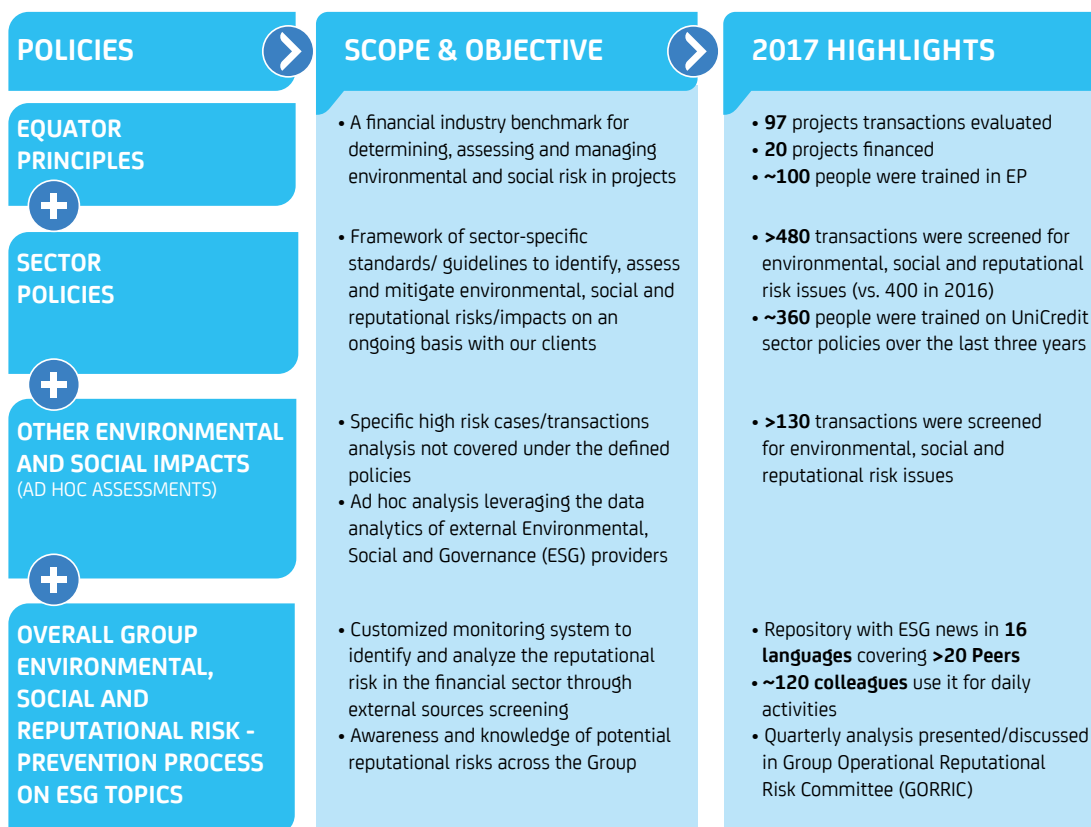 POLICIES
SCOPE & OBJECTIVE
2017 HIGHLIGHTS
EQUATOR
PRINCIPLES
• A financial industry benchmark for
determining, assessing and managing
environmental and social risk in projects
• 97 projects transactions evaluated
• 20 projects financed
• ~100 people were trained in EP
SECTOR
POLICIES
• Framework of sector-specific
standards/ guidelines to identify, assess
and mitigate environmental, social and
reputational risks/impacts on an
ongoing basis with our clients
• >480 transactions were screened for
environmental, social and reputational
risk issues (vs. 400 in 2016)
• ~360 people were trained on UniCredit
sector policies over the last three years
OTHER ENVIRONMENTAL
AND SOCIAL IMPACTS
(AD HOC ASSESSMENTS)
• Specific high risk cases/transactions
analysis not covered under the defined
policies
• Ad hoc analysis leveraging the data
analytics of external Environmental,
Social and Governance (ESG) providers
• >130 transactions were screened
for environmental, social and
reputational risk issues
OVERALL GROUP
ENVIRONMENTAL,
SOCIAL AND
REPUTATIONAL RISK -
PREVENTION PROCESS
ON ESG TOPICS
• Customized monitoring system to
identify and analyze the reputational
risk in the financial sector through
external sources screening
• Awareness and knowledge of potential
reputational risks across the Group
• Repository with ESG news in 16
languages covering >20 Peers
• ~120 colleagues use it for daily
activities
• Quarterly analysis presented/discussed
in Group Operational Reputational
Risk Committee (GORRIC)